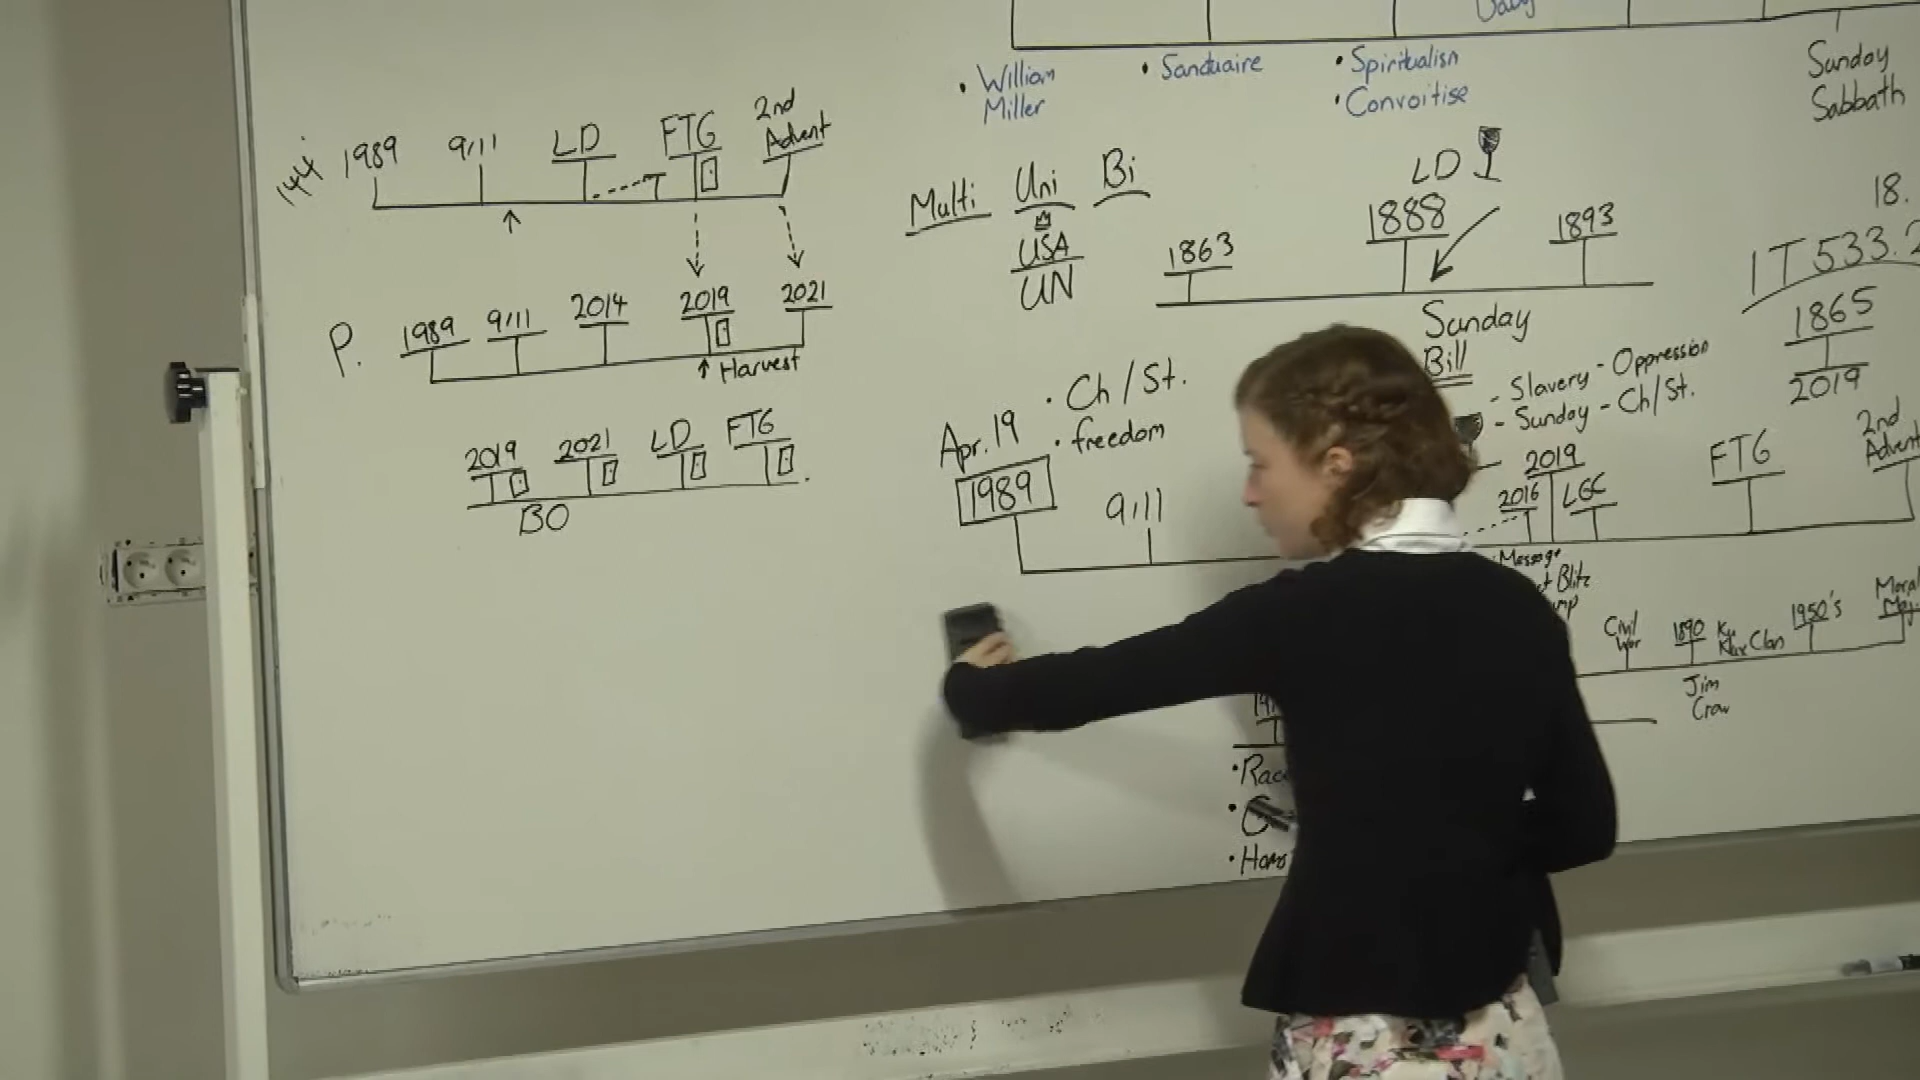 144
1989
9/11
LD
FTG
2nd
Advent
P.
1989
9/11
2014
2019
2021
Harvest
2019
2021
LD
FTG
BO
• William
Miller
• Sanctuaire
• Spiritualism
• Convoitise
Sunday
Sabbath
Multi
Uni
Bi
USA
UN
1863
LD
1888
1893
Sunday
Bill
18.
1T 533.2
1865
2019
- Slavery - Oppression
- Sunday - Ch/St.
• Ch/St.
• freedom
Apr. 19
1989
9/11
2016
2019
LGC
FTG
2nd
Advent
Message
Blitz
Civil
War
1890
Ku
Klux Clan
1950's
Moral
Jim
Crow